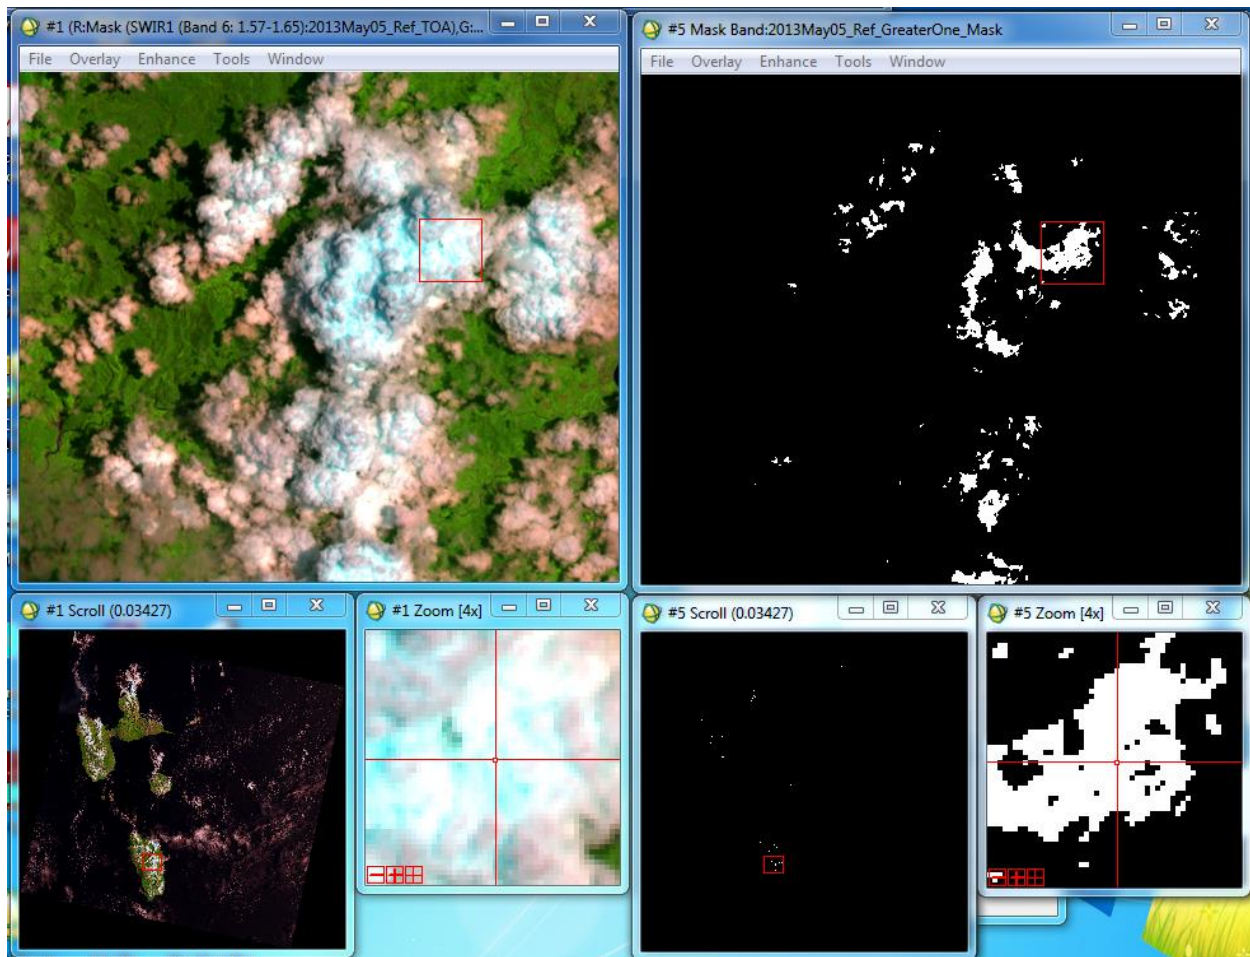 #1 (R:Mask (SWIR1 (Band 6: 1.57-1.65):2013May05_Ref_TOA),G:...
File Overlay Enhance Tools Window
#5 Mask Band:2013May05_Ref_GreaterOne_Mask
File Overlay Enhance Tools Window
#1 Scroll (0.03427)
#1 Zoom [4x]
#5 Scroll (0.03427)
#5 Zoom [4x]